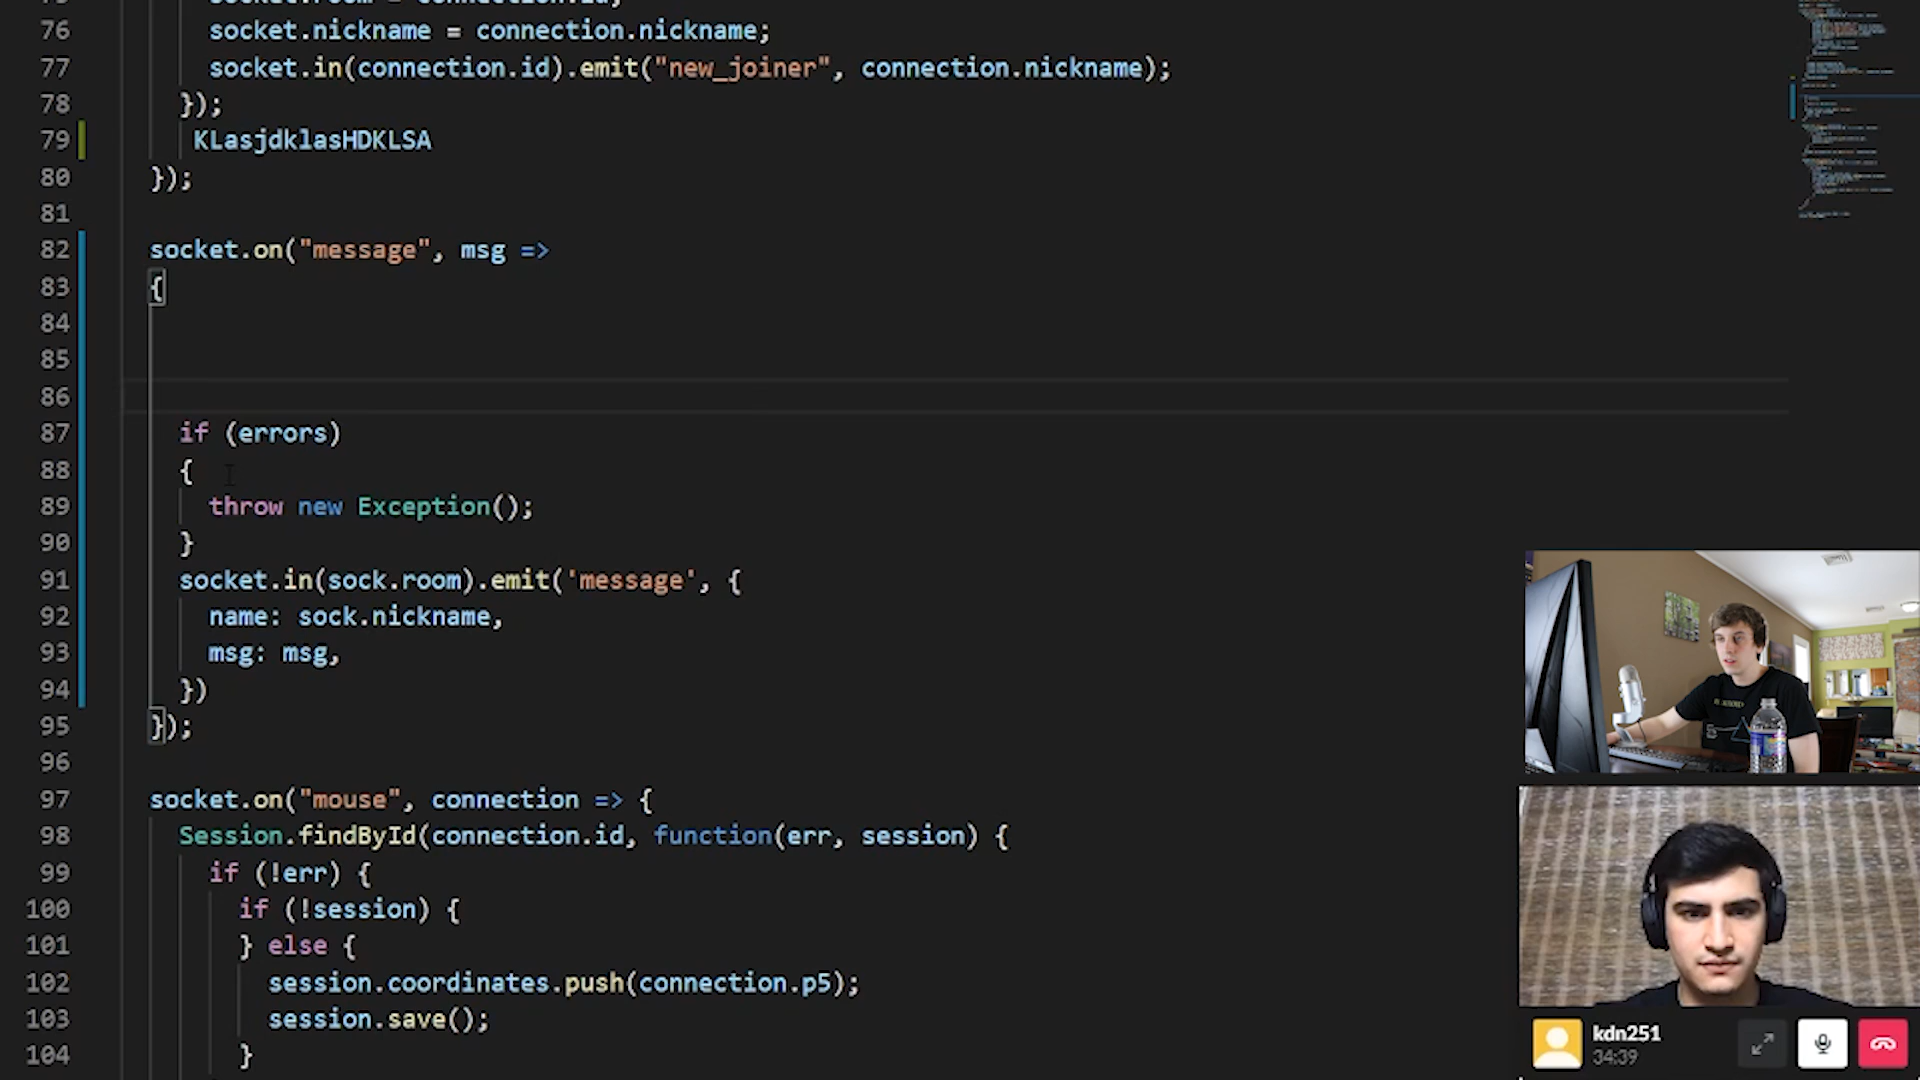 76 socket.nickname = connection.nickname;
77 socket.in(connection.id).emit("new_joiner", connection.nickname);
78 });
79 KLasjdklasHDKLSA
80 });
81
82 socket.on("message", msg =>
83 {
84
85
86
87 if (errors)
88 {
89 throw new Exception();
90 }
91 socket.in(sock.room).emit('message', {
92 name: sock.nickname,
93 msg: msg,
94 })
95 });
96
97 socket.on("mouse", connection => {
98 Session.findById(connection.id, function(err, session) {
99 if (!err) {
100 if (!session) {
101 } else {
102 session.coordinates.push(connection.p5);
103 session.save();
104 }
kdn251
34:39